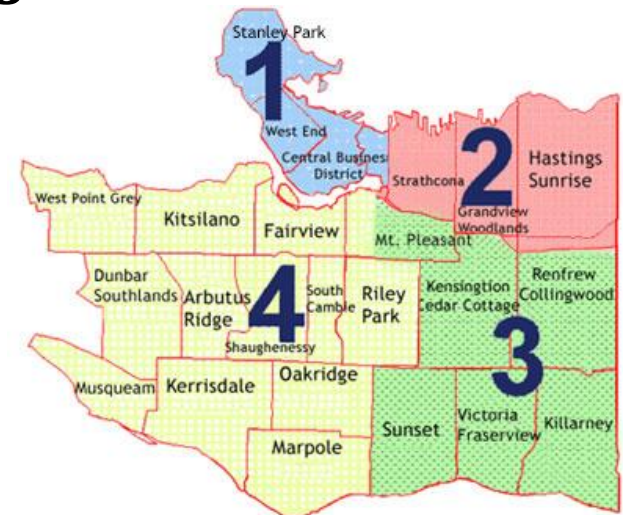 Stanley Park
1
West End
Central Busines
District
2
Strathcona
Hastings
Sunrise
Grandview
Woodlands
West Point Grey
Kitsilano
Fairview
Mt. Pleasant
Dunbar
Southlands
Arbutus
Ridge
4
Shaughenessy
South
Cambie
Riley
Park
Kensingtion
Cedar Cottage
Renfrew
Collingwood
3
Musqueam
Kerrisdale
Oakridge
Marpole
Sunset
Victoria
Fraserview
Killarney